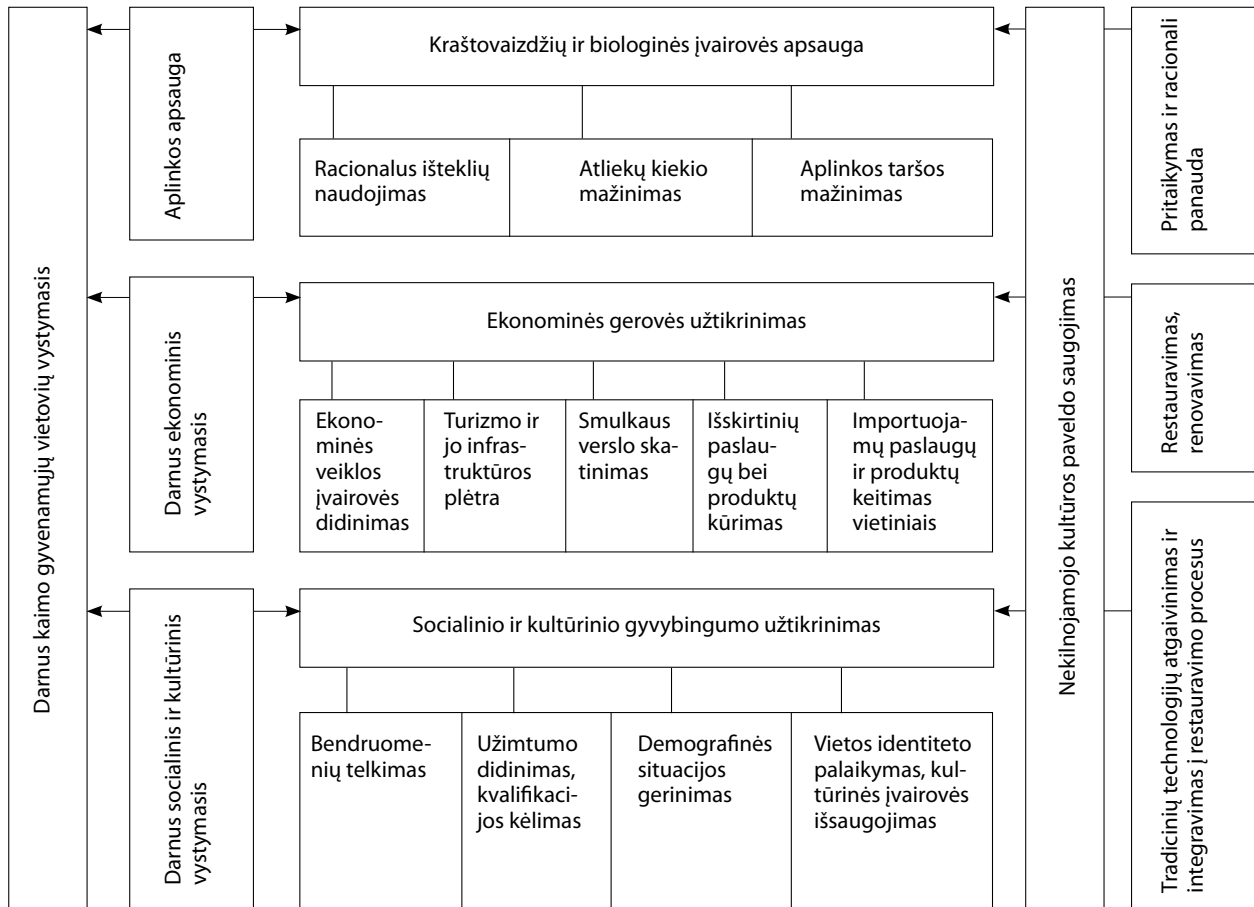 Darnus kaimo gyvenamųjų vietovių vystymasis
Aplinkos apsauga
Kraštovaizdžių ir biologinės įvairovės apsauga
Racionalus išteklių
naudojimas
Atliekų kiekio
mažinimas
Aplinkos taršos
mažinimas
Darnus ekonominis
vystymasis
Ekonominės gerovės užtikrinimas
Ekono-
minės
veiklos
įvairovės
didinimas
Turizmo ir
jo infras-
truktūros
plėtra
Smulkaus
verslo ska-
tinimas
Išskirtinių
paslau-
gų bei
produktų
kūrimas
Importuoja-
mų paslaugų
ir produktų
keitimas
vietiniais
Darnus socialinis ir kultūrinis
vystymasis
Socialinio ir kultūrinio gyvybingumo užtikrinimas
Bendruome-
nių telkimas
Užimtumo
didinimas,
kvalifikaci-
jos kėlimas
Demografinės
situacijos
gerinimas
Vietos identiteto
palaikymas, kul-
tūrinės įvairovės
išsaugojimas
Nekilnojamojo kultūros paveldo saugojimas
Pritaikymas ir racionali
panauda
Restauravimas,
renovavimas
Tradicinių technologijų atgaivinimas ir
integravimas į restauravimo procesus